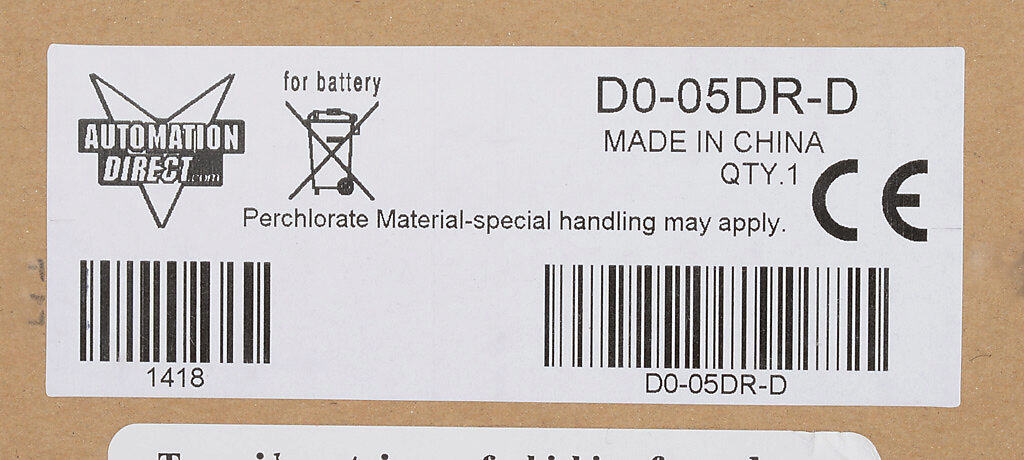 AUTOMATION
DIRECT.com
for battery
D0-05DR-D
MADE IN CHINA
QTY.1
CE
Perchlorate Material-special handling may apply.
1418
D0-05DR-D